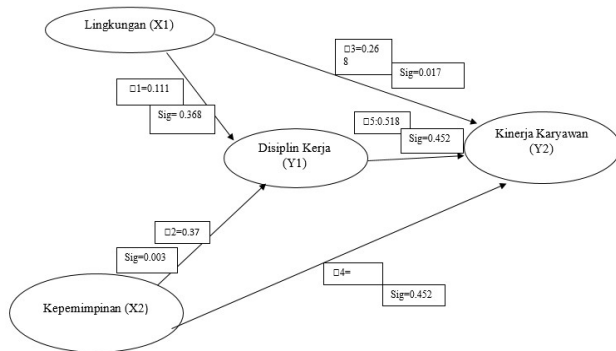 Lingkungan (X1)
□3=0.26
8
Sig=0.017
□1=0.111
Sig= 0.368
□5:0.518
Sig=0.452
Kinerja Karyawan
(Y2)
Disiplin Kerja
(Y1)
□2=0.37
Sig=0.003
□4=
Sig=0.452
Kepemimpinan (X2)